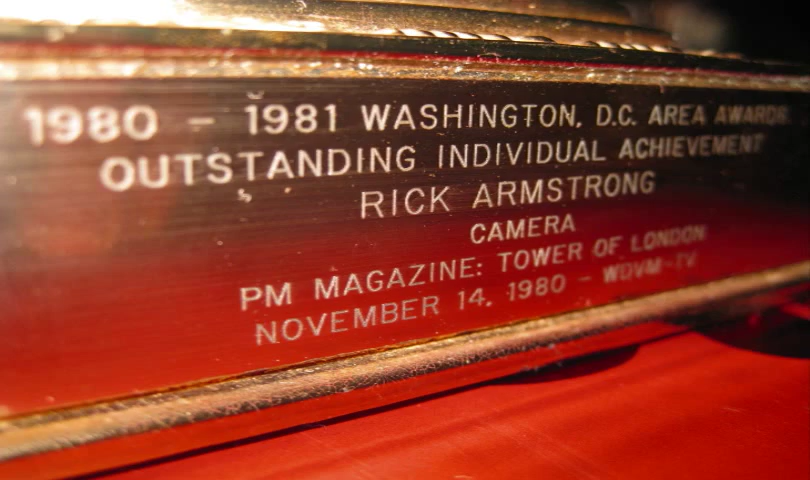 1980 - 1981 WASHINGTON, D.C. AREA AWARDS
OUTSTANDING INDIVIDUAL ACHIEVEMENT
RICK ARMSTRONG
CAMERA
PM MAGAZINE: TOWER OF LONDON
NOVEMBER 14, 1980 - WDVM-TV